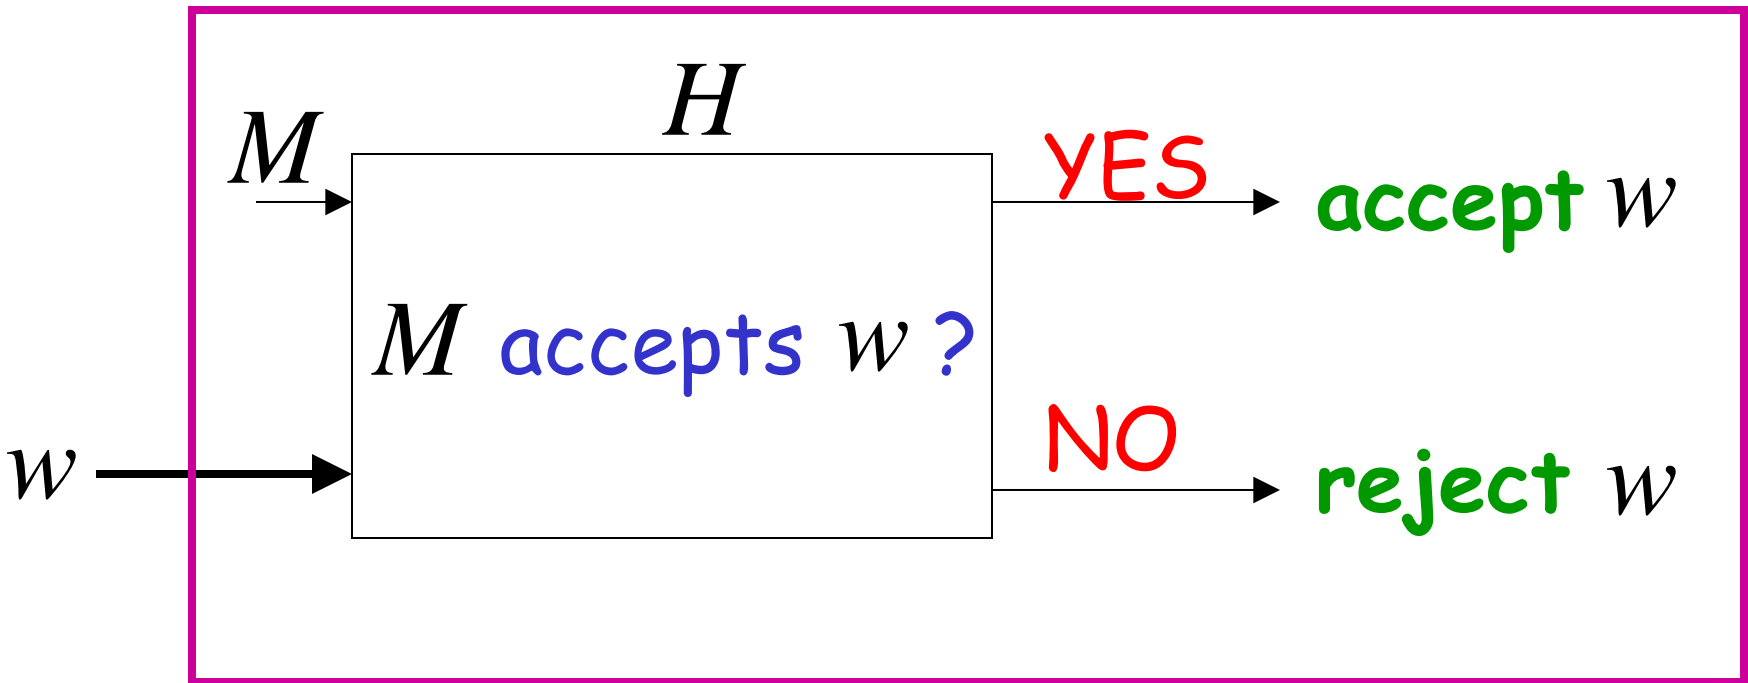 H
M
YES
accept w
M accepts w ?
NO
w
reject w